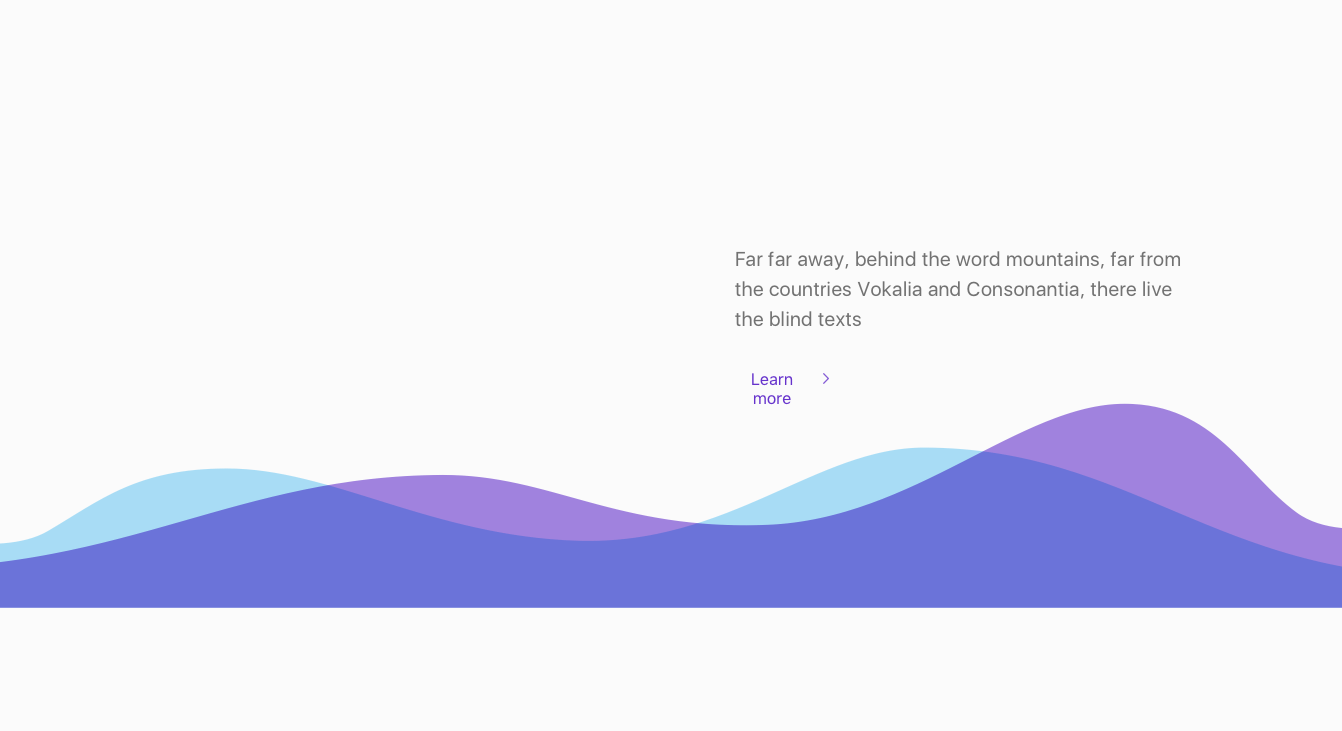 Far far away, behind the word mountains, far from
the countries Vokalia and Consonantia, there live
the blind texts
Learn
more